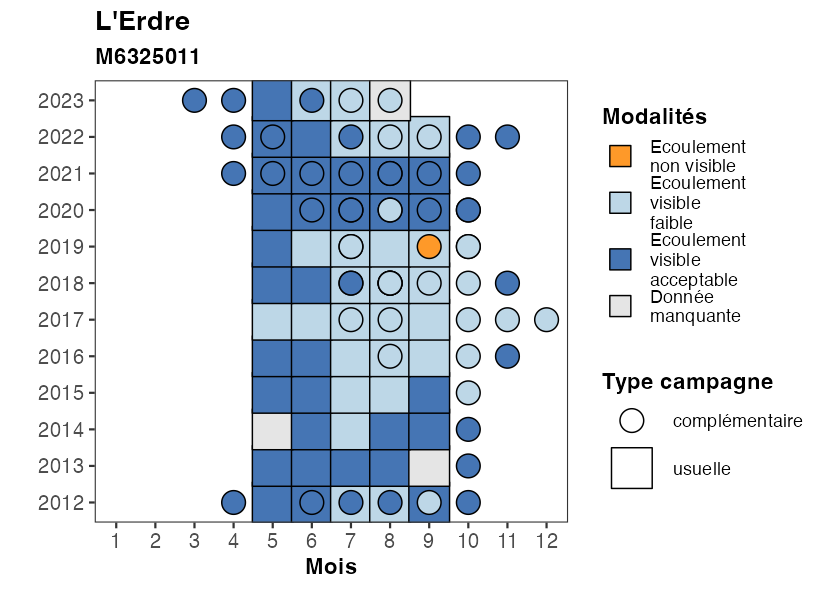 L'Erdre
M6325011
2023
2022
2021
2020
2019
2018
2017
2016
2015
2014
2013
2012
1 2 3 4 5 6 7 8 9 10 11 12
Mois
Modalités
Ecoulement
non visible
Ecoulement
visible
faible
Ecoulement
visible
acceptable
Donnée
manquante
Type campagne
complémentaire
usuelle